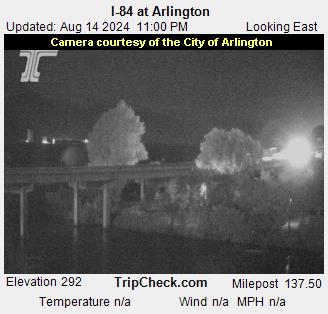 I-84 at Arlington
Updated: Aug 14 2024 11:00 PM Looking East
Camera courtesy of the City of Arlington
Elevation 292 TripCheck.com Milepost 137.50
Temperature n/a Wind n/a MPH n/a